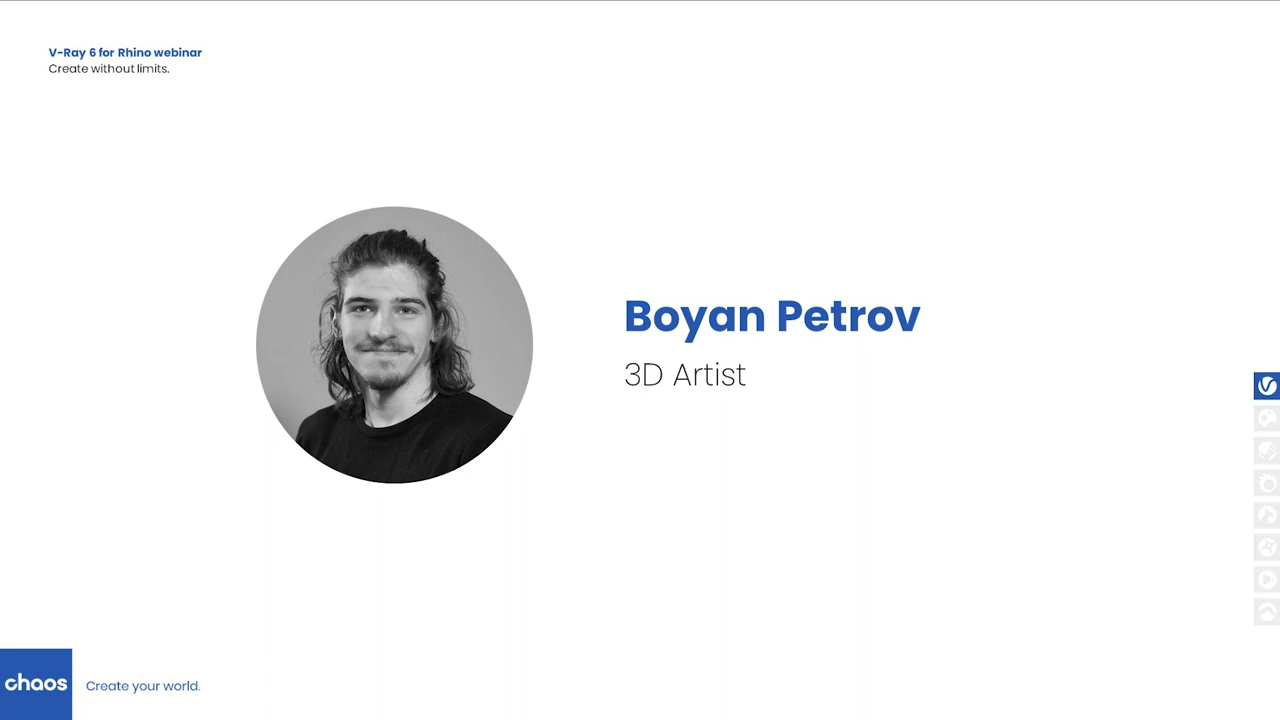 V-Ray 6 for Rhino webinar
Create without limits.
Boyan Petrov
3D Artist
chaos
Create your world.